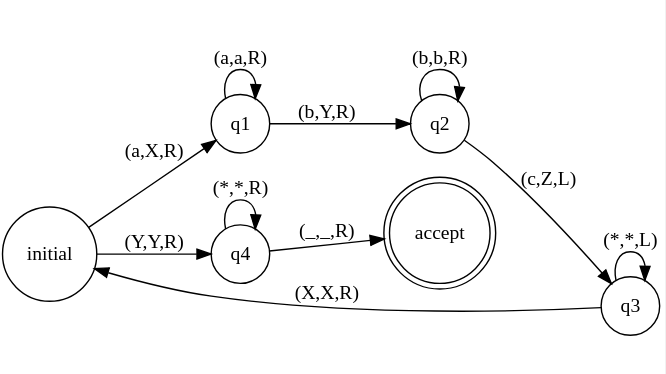 (a,a,R)
(b,b,R)
q1
(b,Y,R)
q2
(a,X,R)
(c,Z,L)
(*,*,R)
(_,_,R)
accept
(*,*,L)
initial
(Y,Y,R)
q4
(X,X,R)
q3